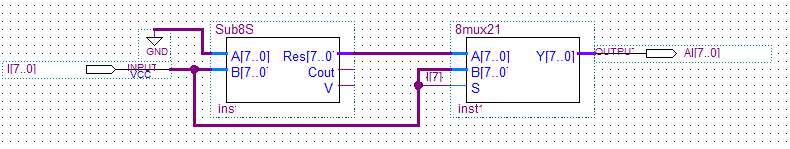 Sub8S
8mux21
GND
A[7..0]
Res[7..0]
A[7..0]
Y[7..0]
OUTPUT
AI[7..0]
I[7..0]
INPUT
VCC
B[7..0]
Cout
I[7]
B[7..0]
V
S
ins
inst